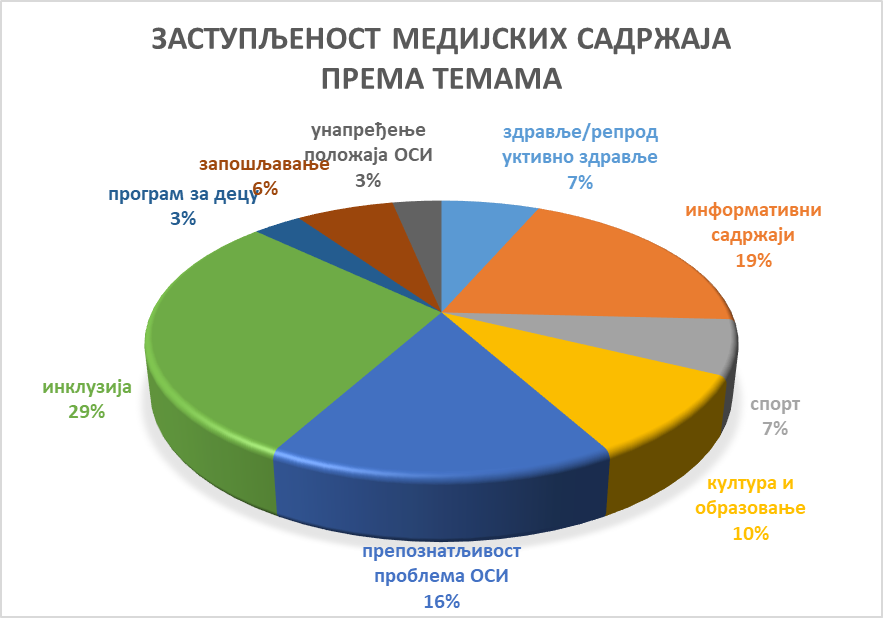 ЗАСТУПЉЕНОСТ МЕДИЈСКИХ САДРЖАЈА
ПРЕМА ТЕМАМА
здравље/репрод
уктивно здравље
7%
информативни
садржаји
19%
спорт
7%
култура и
образовање
10%
препознатљивост
проблема ОСИ
16%
инклузија
29%
програм за децу
3%
запошљавање
6%
унапређење
положаја ОСИ
3%